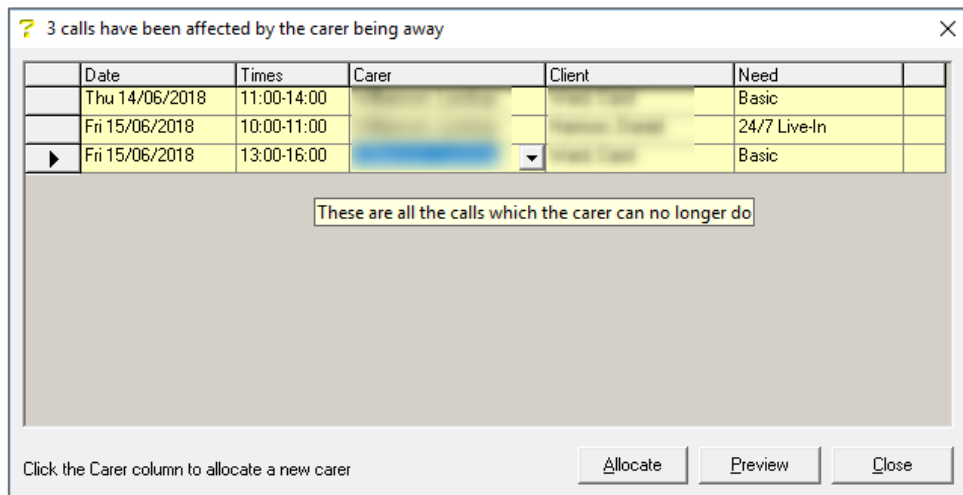 ? 3 calls have been affected by the carer being away
Date Times Carer Client Need
Thu 14/06/2018 11:00-14:00 Basic
Fri 15/06/2018 10:00-11:00 24/7 Live-In
Fri 15/06/2018 13:00-16:00 Basic
These are all the calls which the carer can no longer do
Click the Carer column to allocate a new carer Allocate Preview Close